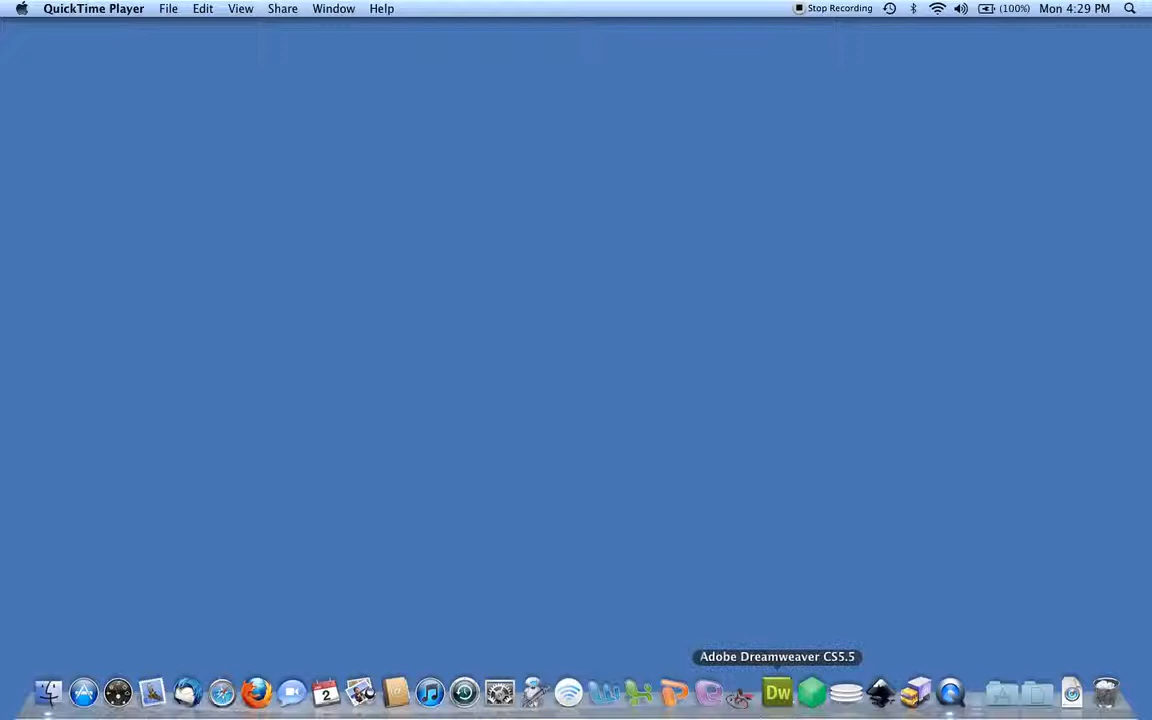 QuickTime Player File Edit View Share Window Help Stop Recording (100%) Mon 4:29 PM
Adobe Dreamweaver CS5.5
2
Dw